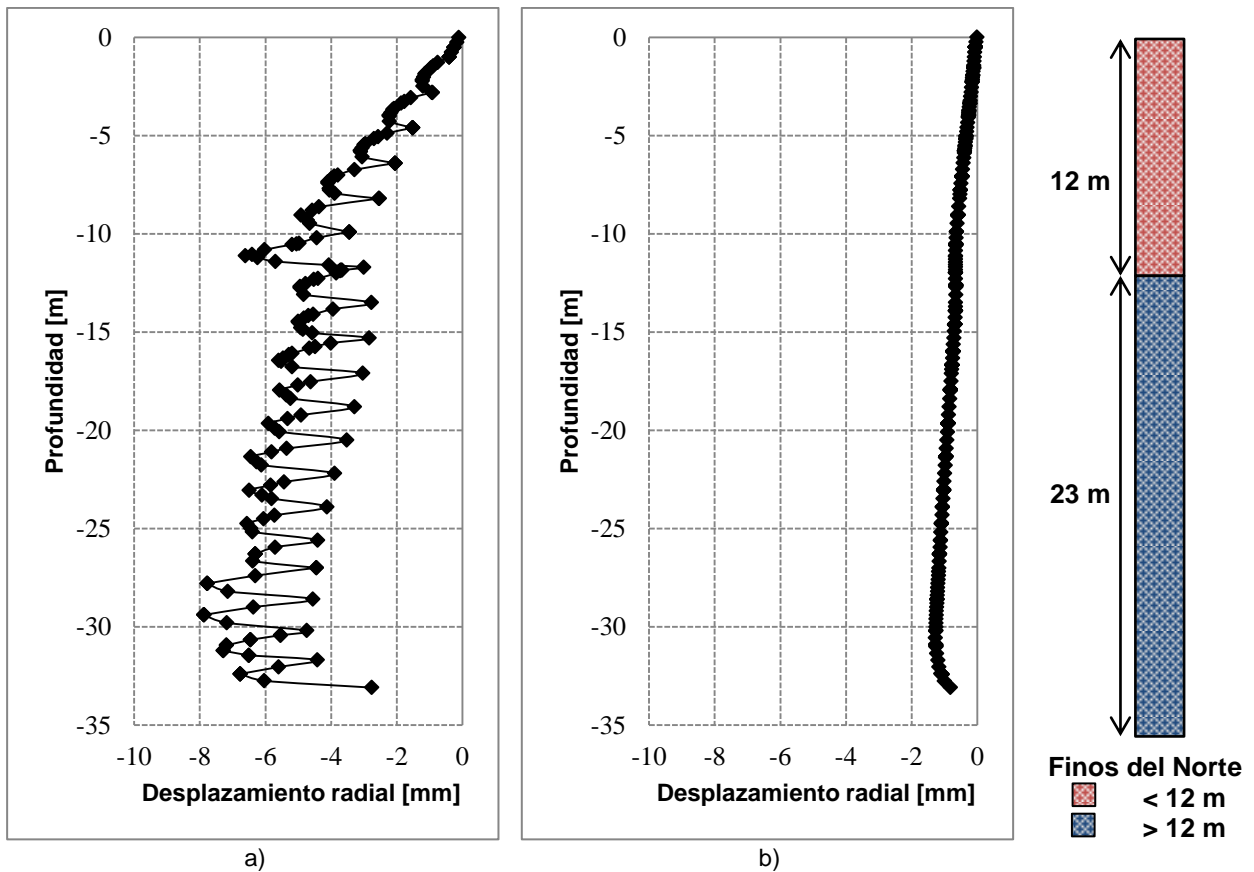 0
-5
-10
-15
-20
-25
-30
-35
Profundidad [m]
-10 -8 -6 -4 -2 0
Desplazamiento radial [mm]
a)
0
-5
-10
-15
-20
-25
-30
-35
Profundidad [m]
-10 -8 -6 -4 -2 0
Desplazamiento radial [mm]
b)
12 m
23 m
Finos del Norte
< 12 m
> 12 m